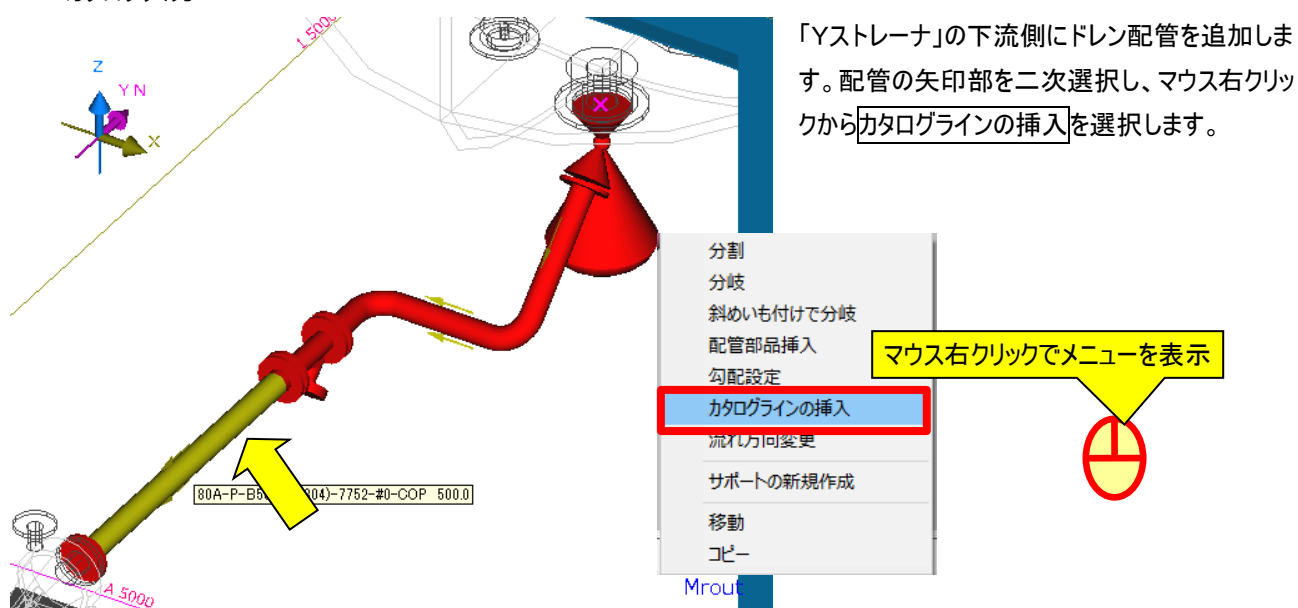 「Yストレーナ」の下流側にドレン配管を追加しま
す。配管の矢印部を二次選択し、マウス右クリッ
クからカタログラインの挿入を選択します。
1.5000
Z
Y N
X
分割
分岐
斜めいも付けで分岐
配管部品挿入
勾配設定
カタログラインの挿入
流れ方向変更
サポートの新規作成
移動
コピー
マウス右クリックでメニューを表示
80A-P-B5 04)-7752-#0-COP 500.0
A 5000
Mrout